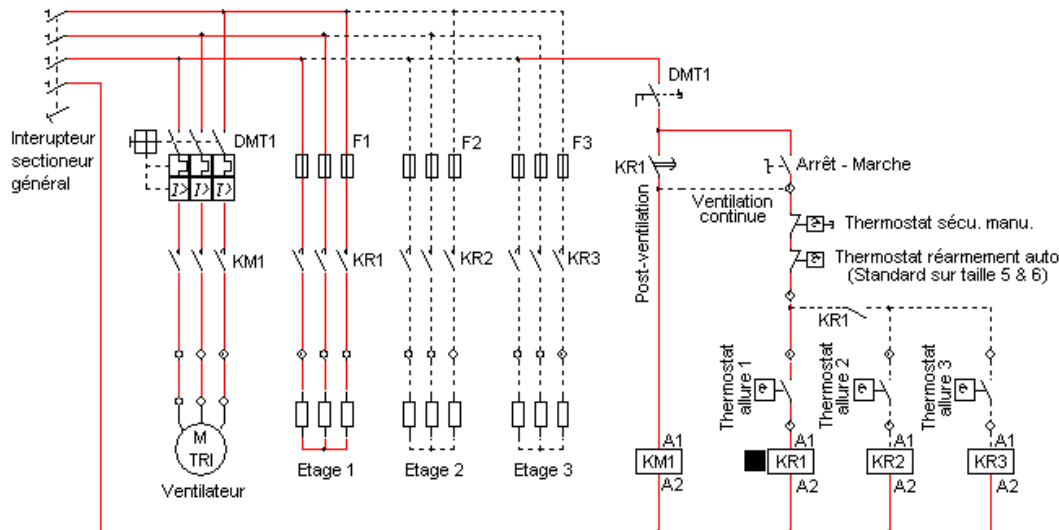 DMT1
Interupteur
sectioneur
général
DMT1
F1
F2
F3
KR1
Arrêt - Marche
Ventilation
continue
Thermostat sécu. manu.
I> I> I>
KM1
KR1
KR2
KR3
Post-ventilation
Thermostat réarmement auto
(Standard sur taille 5 & 6)
KR1
Thermostat
allure 1
Thermostat
allure 2
Thermostat
allure 3
M
TRI
Ventilateur
Etage 1
Etage 2
Etage 3
A1
A1
A1
A1
KM1
KR1
KR2
KR3
A2
A2
A2
A2